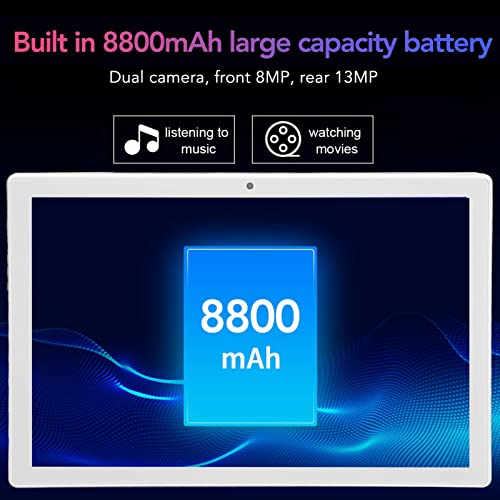 Built in 8800mAh large capacity battery
Dual camera, front 8MP, rear 13MP
listening to
music
watching
movies
8800
mAh